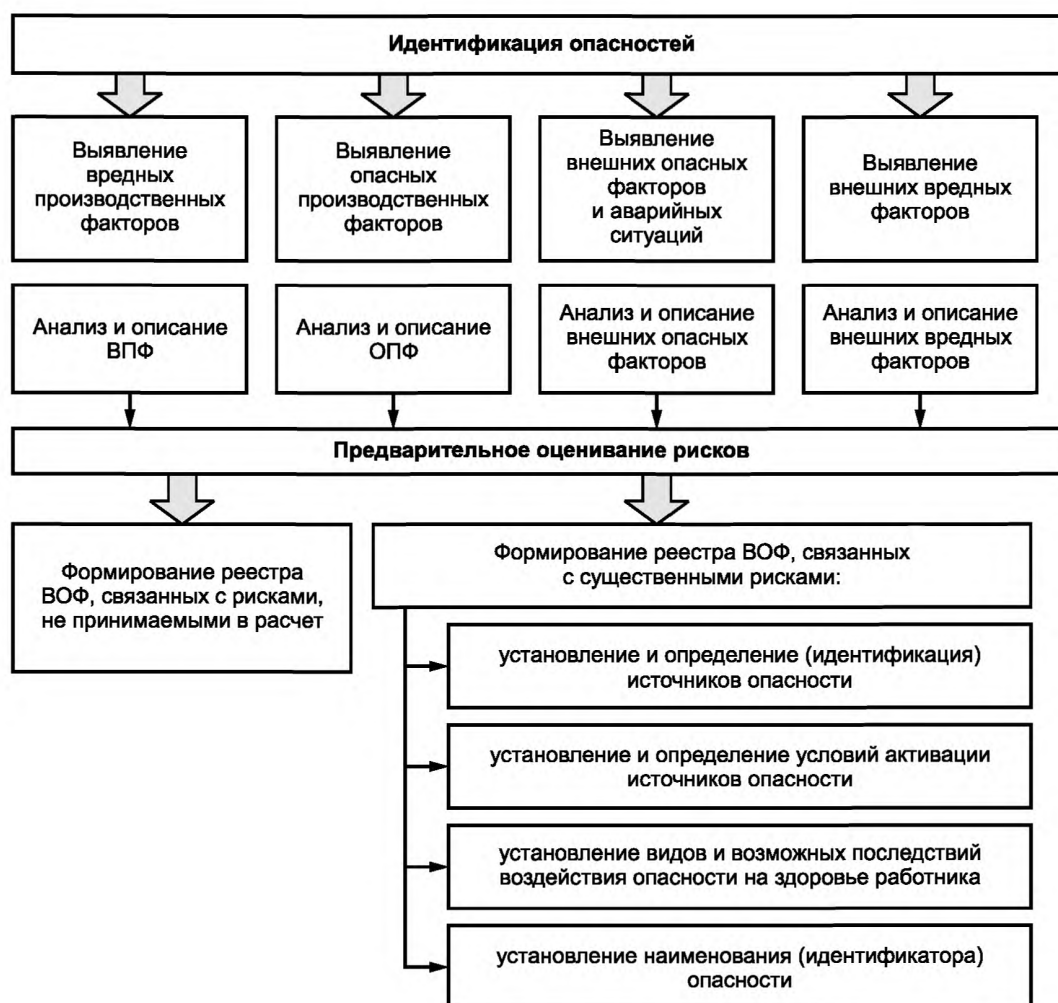 Идентификация опасностей
Выявление
вредных
производственных
факторов
Выявление
опасных
производственных
факторов
Выявление
внешних опасных
факторов
и аварийных
ситуаций
Выявление
внешних вредных
факторов
Анализ и описание
ВПФ
Анализ и описание
ОПФ
Анализ и описание
внешних опасных
факторов
Анализ и описание
внешних вредных
факторов
Предварительное оценивание рисков
Формирование реестра
ВОФ, связанных с рисками,
не принимаемыми в расчет
Формирование реестра ВОФ, связанных
с существенными рисками:
установление и определение (идентификация)
источников опасности
установление и определение условий активации
источников опасности
установление видов и возможных последствий
воздействия опасности на здоровье работника
установление наименования (идентификатора)
опасности